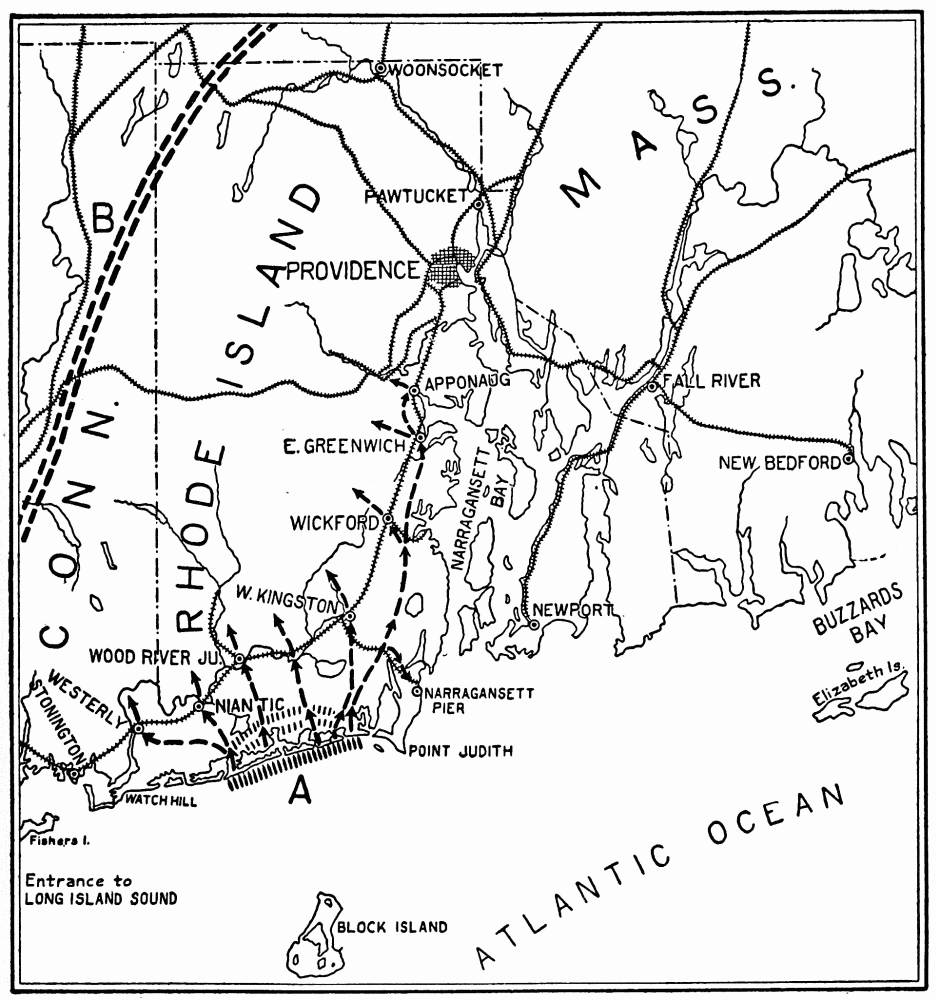 WOONSOCKET
MASS.
PAWTUCKET
B
PROVIDENCE
RHODE ISLAND
CONN.
APPONAUG
FALL RIVER
E. GREENWICH
NARRAGANSETT
BAY
NEW BEDFORD
WICKFORD
W. KINGSTON
NEWPORT
BUZZARDS
BAY
WOOD RIVER JU.
Elizabeth Is.
WESTERLY
STONINGTON
NIANTIC
NARRAGANSETT
PIER
POINT JUDITH
WATCH HILL
A
Fishers I.
ATLANTIC OCEAN
Entrance to
LONG ISLAND SOUND
BLOCK ISLAND